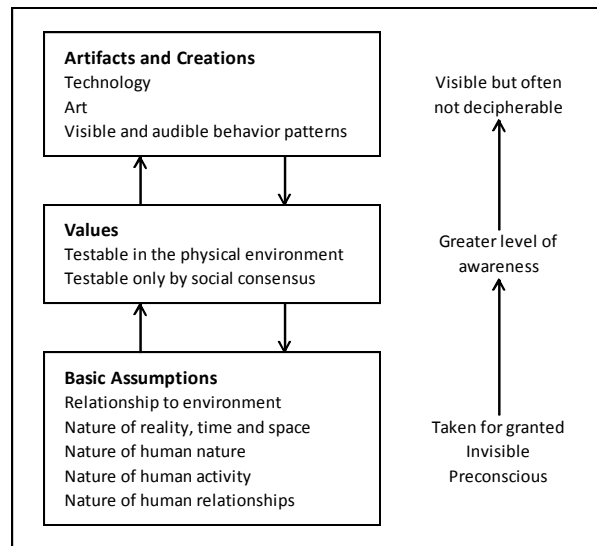 Artifacts and Creations
Technology
Art
Visible and audible behavior patterns
Visible but often
not decipherable
Values
Testable in the physical environment
Testable only by social consensus
Greater level of
awareness
Basic Assumptions
Relationship to environment
Nature of reality, time and space
Nature of human nature
Nature of human activity
Nature of human relationships
Taken for granted
Invisible
Preconscious